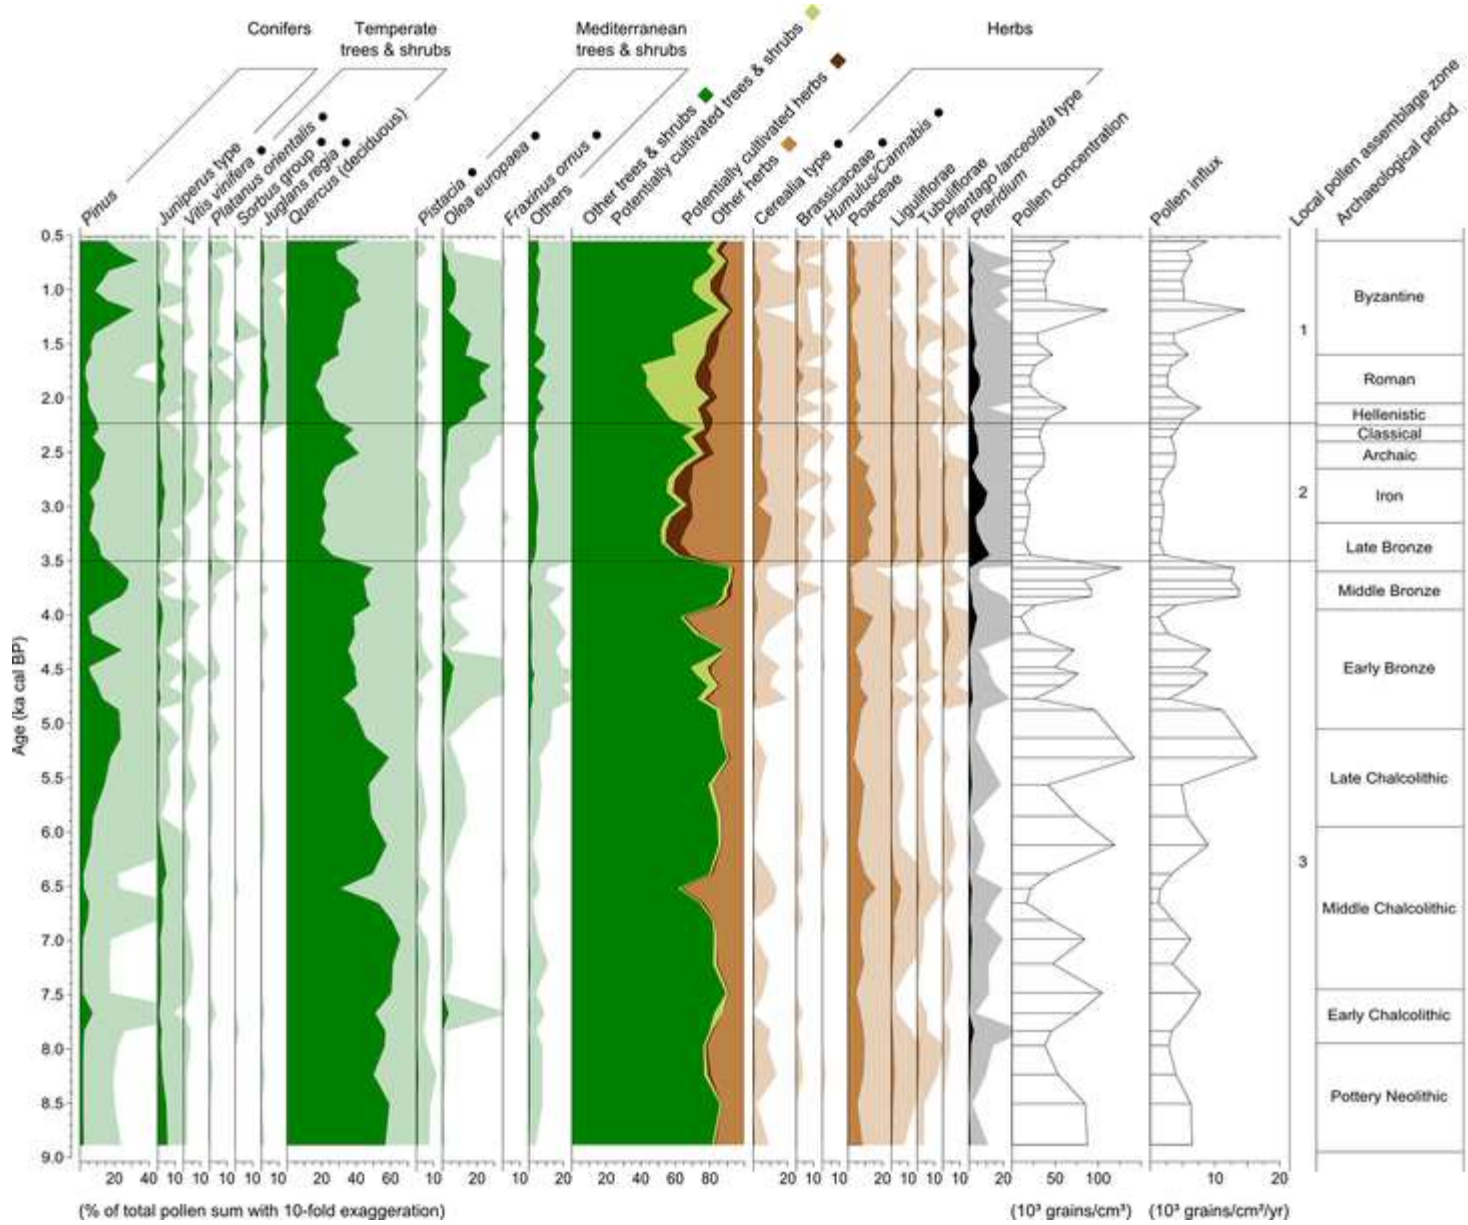 Conifers
Temperate
trees & shrubs
Mediterranean
trees & shrubs
Herbs
Pinus
Juniperus type
Vitis vinifera
Platanus orientalis
Sorbus group
Juglans regia
Quercus (deciduous)
Pistacia
Olea europaea
Fraxinus ornus
Others
Other trees & shrubs
Potentially cultivated trees & shrubs
Potentially cultivated herbs
Other herbs
Cerealia type
Brassicaceae
Humulus/Cannabis
Poaceae
Liguliflorae
Tubuliflorae
Plantago lanceolata type
Pteridium
Pollen concentration
Pollen influx
Local pollen assemblage zone
Archaeological period
Age (ka cal BP)
0.5
1.0
1.5
2.0
2.5
3.0
3.5
4.0
4.5
5.0
5.5
6.0
6.5
7.0
7.5
8.0
8.5
9.0
1
2
3
Byzantine
Roman
Hellenistic
Classical
Archaic
Iron
Late Bronze
Middle Bronze
Early Bronze
Late Chalcolithic
Middle Chalcolithic
Early Chalcolithic
Pottery Neolithic
20 40 10 10 10 10 10 20 40 60 10 20 10 20 40 60 80 20 10 10 20 10 10 10 20 50 100 10 20
(% of total pollen sum with 10-fold exaggeration)
(10³ grains/cm³)
(10³ grains/cm³/yr)